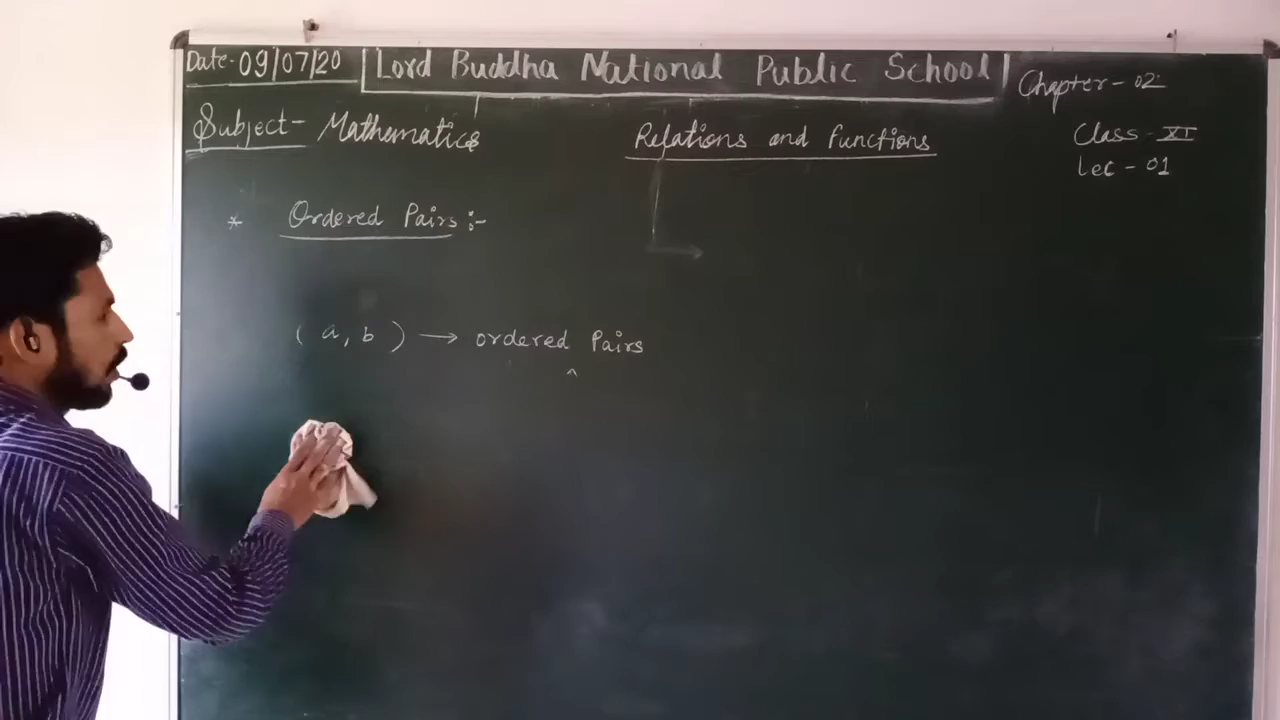 Date-09/07/20
Lord Buddha National Public School
Chapter-02
Subject- Mathematics
Relations and Functions
Class-XI
Lec-01
* Ordered Pairs:-
(a, b) → ordered Pairs
^